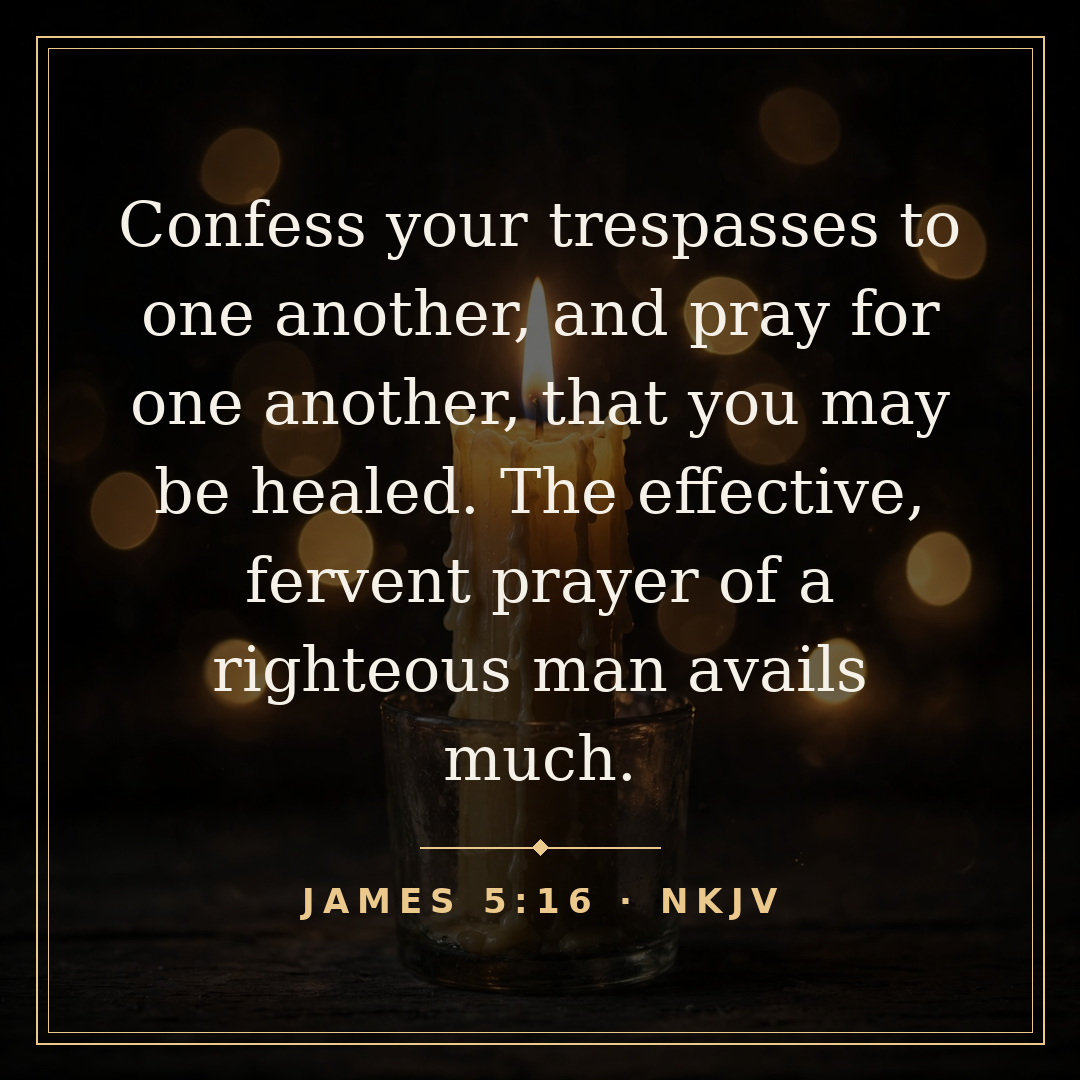 Confess your trespasses to
one another, and pray for
one another, that you may
be healed. The effective,
fervent prayer of a
righteous man avails
much.
JAMES 5:16 · NKJV